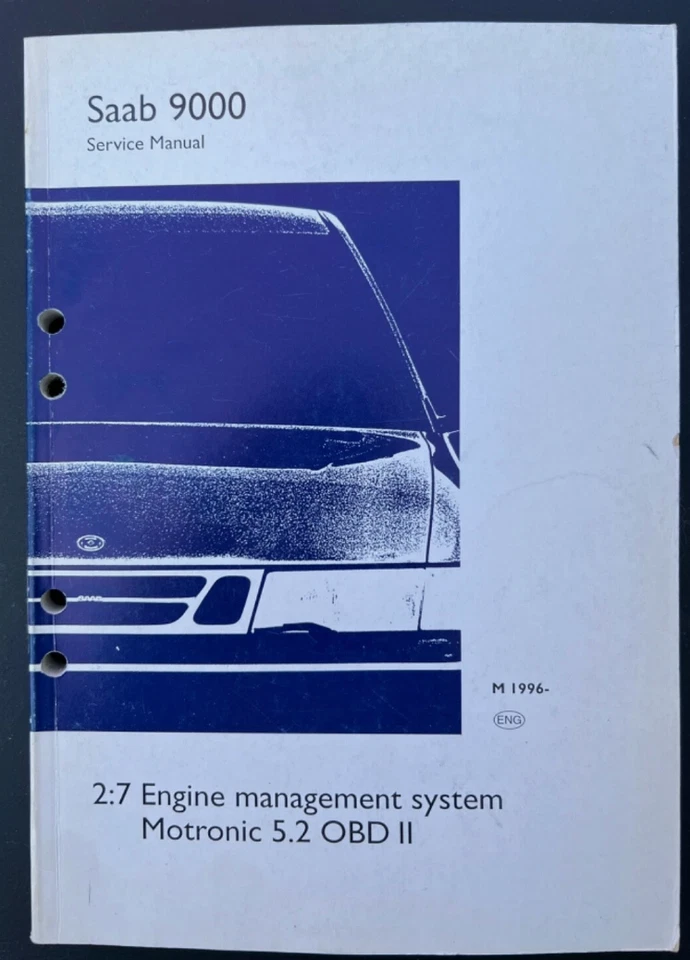 Saab 9000
Service Manual
M 1996-
ENG
2:7 Engine management system
Motronic 5.2 OBD II